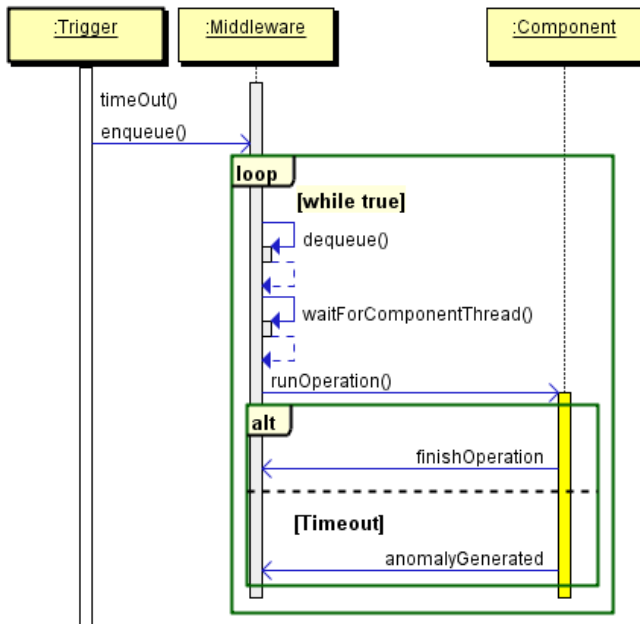 :Trigger
:Middleware
:Component
timeOut()
enqueue()
loop
[while true]
dequeue()
waitForComponentThread()
runOperation()
alt
finishOperation
[Timeout]
anomalyGenerated